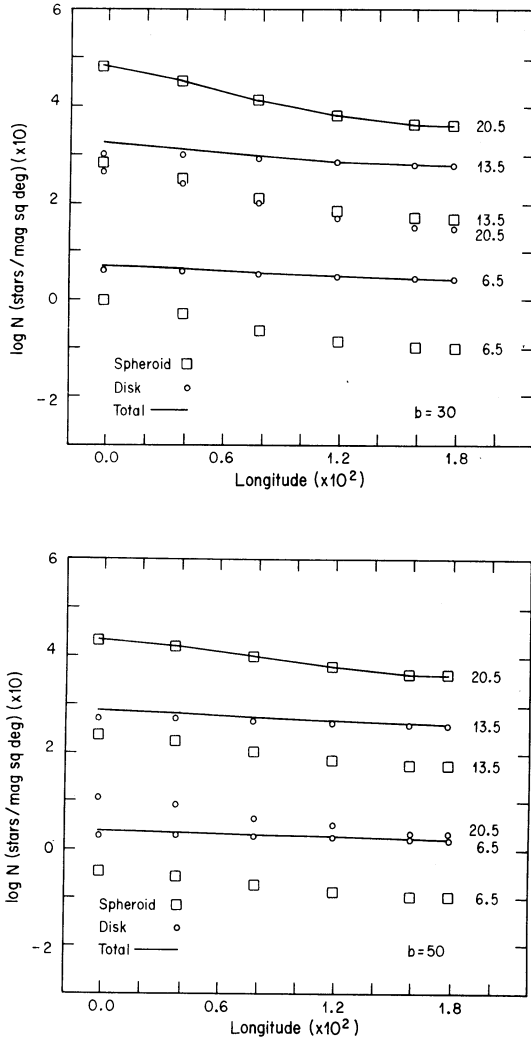 6
4
2
0
-2
log N (stars/mag sq deg) (x10)
20.5
13.5
13.5
20.5
6.5
6.5
Spheroid
Disk
Total
b = 30
0.0 0.6 1.2 1.8
Longitude (x10²)
6
4
2
0
-2
log N (stars/mag sq deg) (x10)
20.5
13.5
13.5
20.5
6.5
6.5
Spheroid
Disk
Total
b=50
0.0 0.6 1.2 1.8
Longitude (x10²)